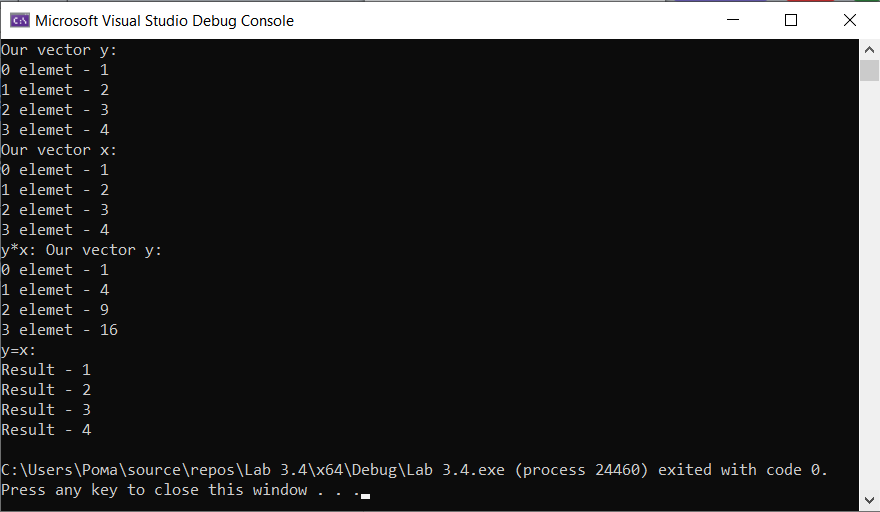 Microsoft Visual Studio Debug Console
Our vector y:
0 elemet - 1
1 elemet - 2
2 elemet - 3
3 elemet - 4
Our vector x:
0 elemet - 1
1 elemet - 2
2 elemet - 3
3 elemet - 4
y*x: Our vector y:
0 elemet - 1
1 elemet - 4
2 elemet - 9
3 elemet - 16
y=x:
Result - 1
Result - 2
Result - 3
Result - 4
C:\Users\Рома\source\repos\Lab 3.4\x64\Debug\Lab 3.4.exe (process 24460) exited with code 0.
Press any key to close this window . . .